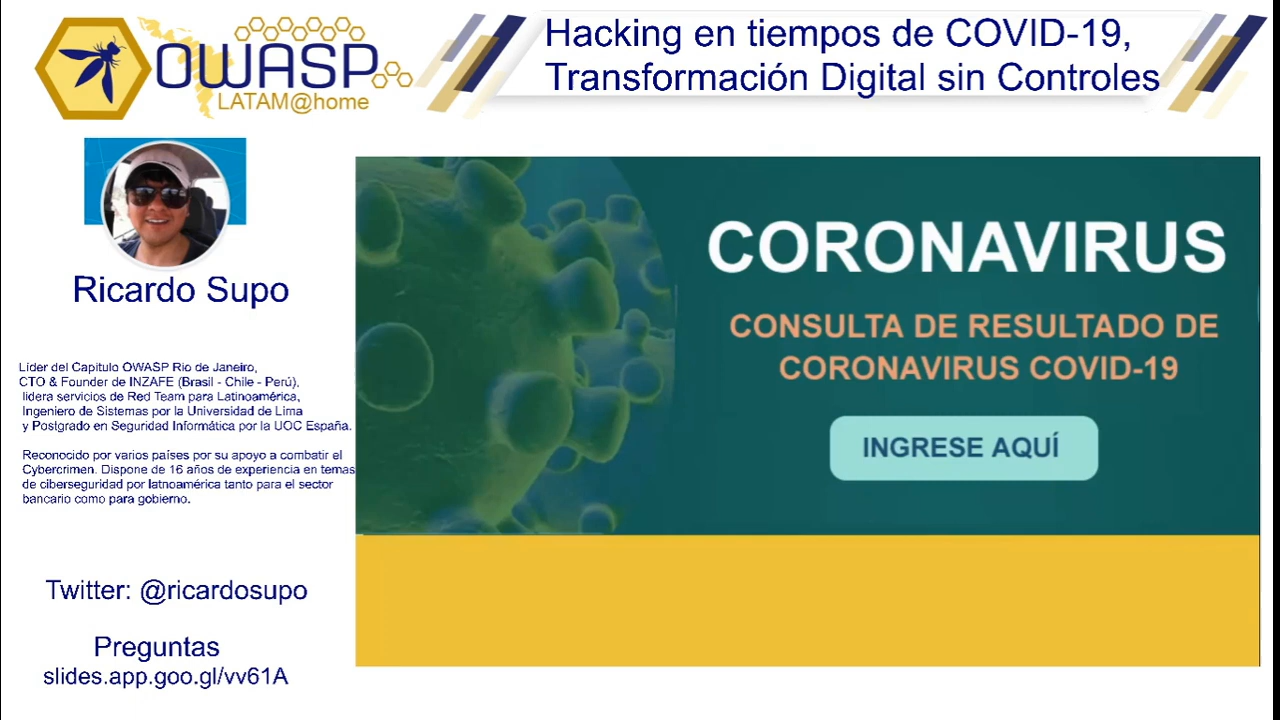 OWASP
LATAM@home
Hacking en tiempos de COVID-19,
Transformación Digital sin Controles
Ricardo Supo
Líder del Capítulo OWASP Rio de Janeiro,
CTO & Founder de INZAFE (Brasil - Chile - Perú),
lidera servicios de Red Team para Latinoamérica,
Ingeniero de Sistemas por la Universidad de Lima
y Postgrado en Seguridad Informática por la UOC España.
Reconocido por varios países por su apoyo a combatir el
Cybercrimen. Dispone de 16 años de experiencia en temas
de ciberseguridad por latnoamérica tanto para el sector
bancario como para gobierno.
Twitter: @ricardosupo
Preguntas
slides.app.goo.gl/vv61A
CORONAVIRUS
CONSULTA DE RESULTADO DE
CORONAVIRUS COVID-19
INGRESE AQUÍ